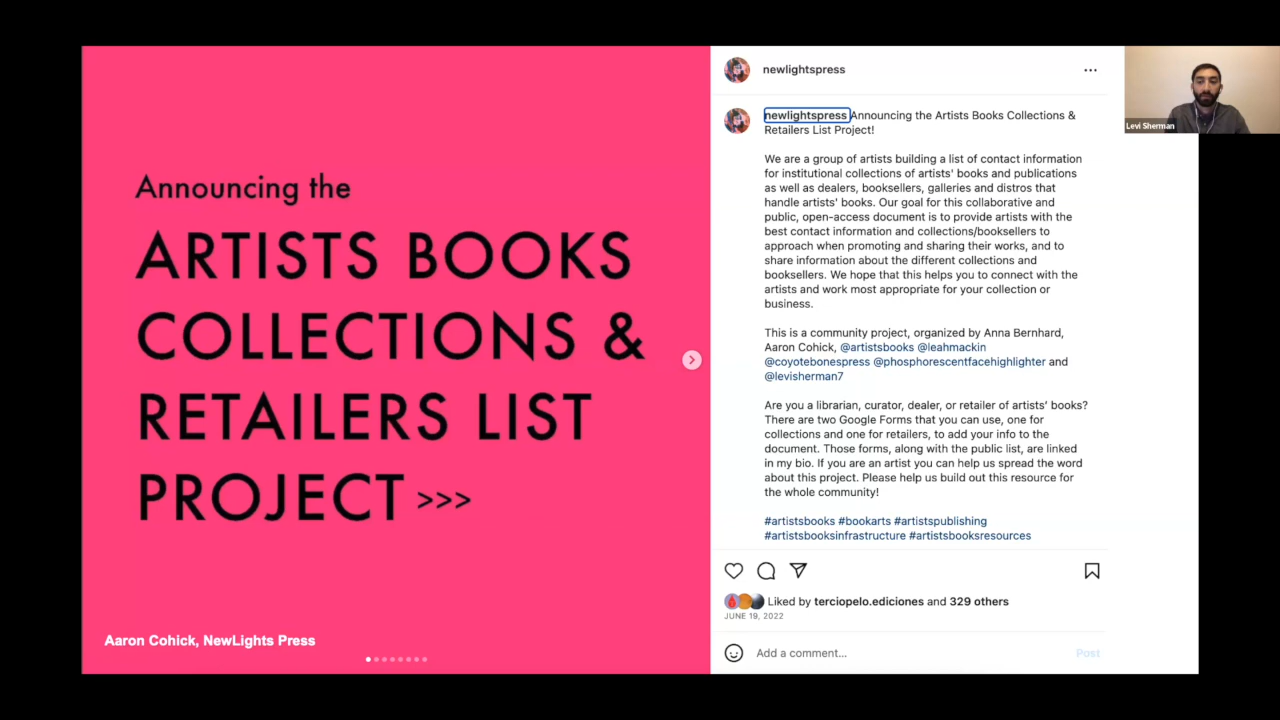 Announcing the
ARTISTS BOOKS
COLLECTIONS &
RETAILERS LIST
PROJECT >>>
Aaron Cohick, NewLights Press
newlightspress
newlightspress Announcing the Artists Books Collections &
Retailers List Project!
We are a group of artists building a list of contact information
for institutional collections of artists' books and publications
as well as dealers, booksellers, galleries and distros that
handle artists' books. Our goal for this collaborative and
public, open-access document is to provide artists with the
best contact information and collections/booksellers to
approach when promoting and sharing their works, and to
share information about the different collections and
booksellers. We hope that this helps you to connect with the
artists and work most appropriate for your collection or
business.
This is a community project, organized by Anna Bernhard,
Aaron Cohick, @artistsbooks @leahmackin
@coyotebonespress @phosphorescentfacehighlighter and
@levisherman7
Are you a librarian, curator, dealer, or retailer of artists’ books?
There are two Google Forms that you can use, one for
collections and one for retailers, to add your info to the
document. Those forms, along with the public list, are linked
in my bio. If you are an artist you can help us spread the word
about this project. Please help us build out this resource for
the whole community!
#artistsbooks #bookarts #artistspublishing
#artistsbooksinfrastructure #artistsbooksresources
Liked by terciopelo.ediciones and 329 others
JUNE 19, 2022
Add a comment...
Post
Levi Sherman